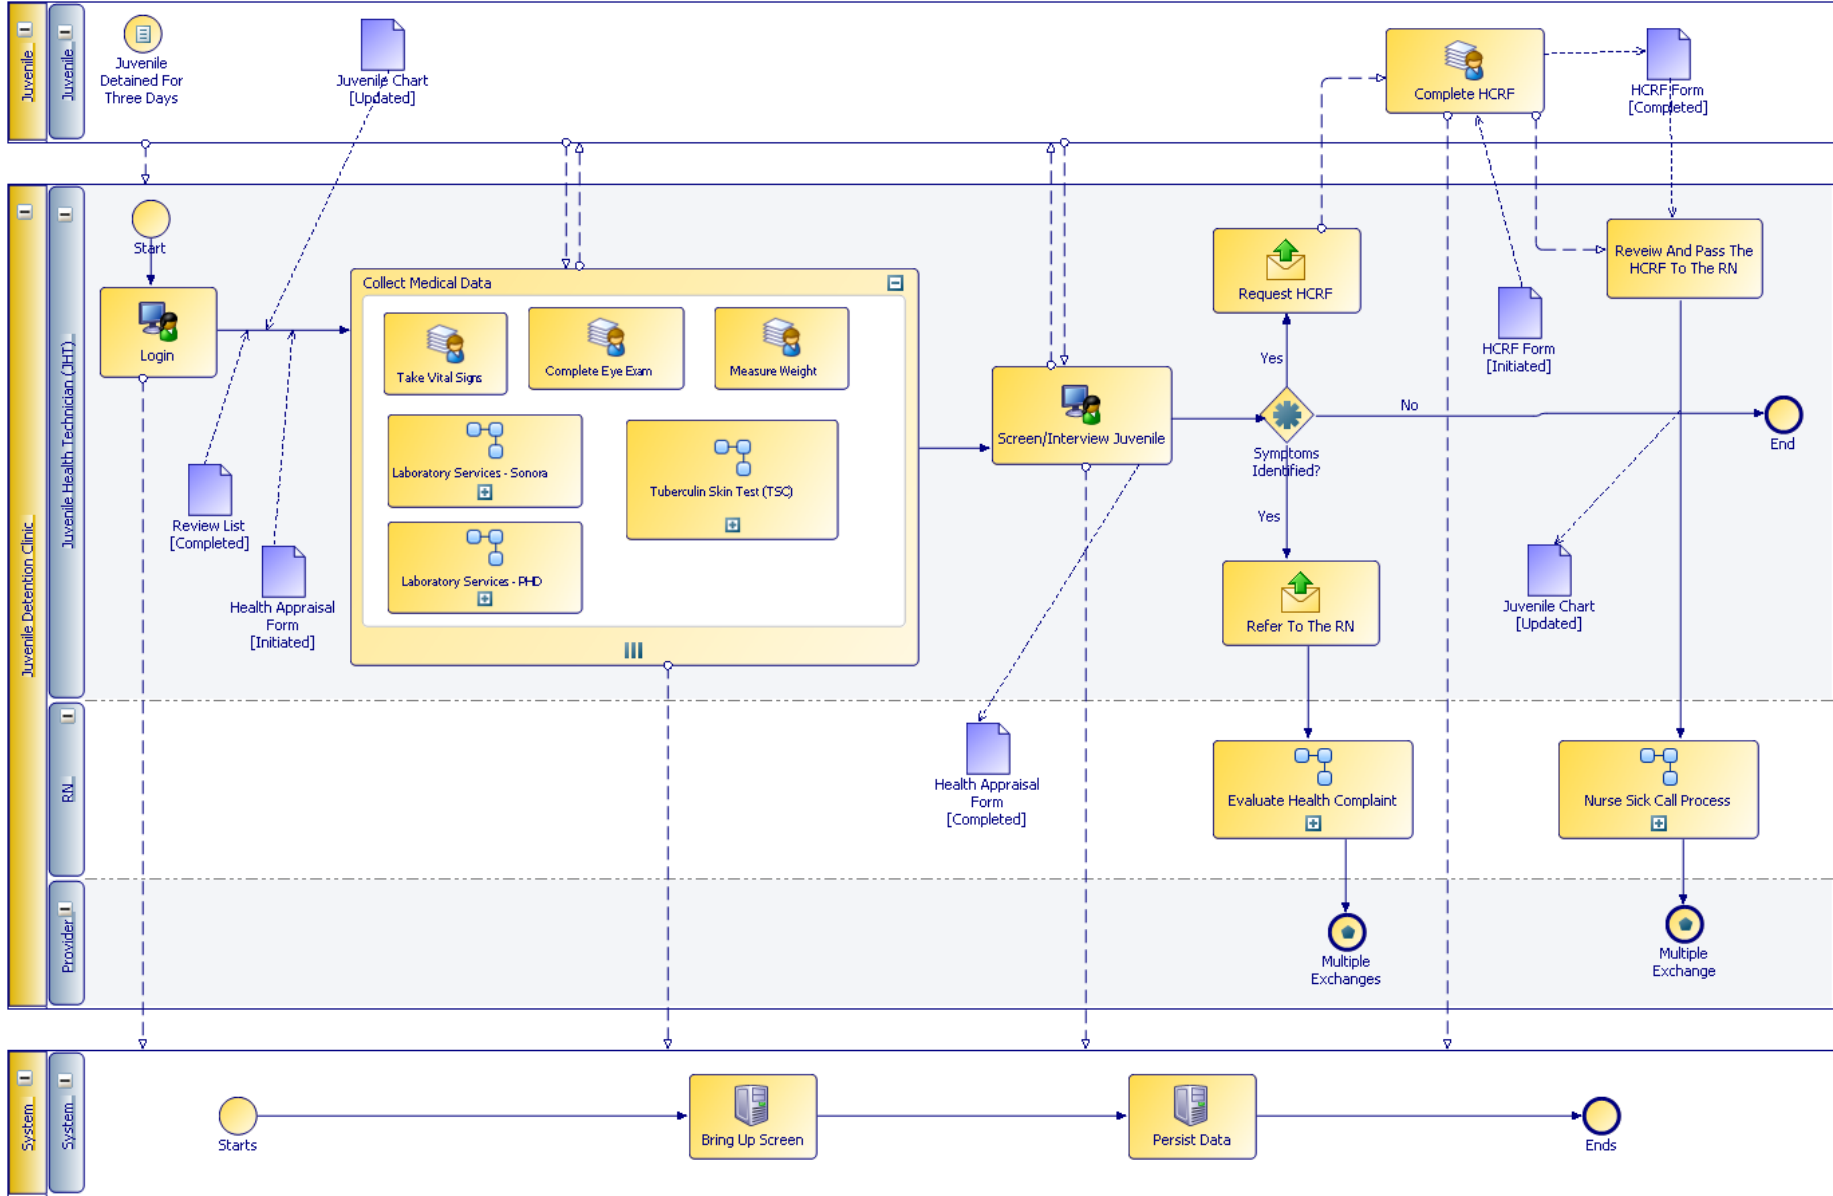 Juvenile
Juvenile
Juvenile
Detained For
Three Days
Juvenile Chart
[Updated]
Complete HCRF
HCRF Form
[Completed]
Juvenile Detention Clinic
Juvenile Health Technician (JHT)
Start
Login
Review List
[Completed]
Health Appraisal
Form
[Initiated]
Collect Medical Data
Take Vital Signs
Complete Eye Exam
Measure Weight
Laboratory Services - Sonora
Tuberculin Skin Test (TSC)
Laboratory Services - PHD
Screen/Interview Juvenile
Request HCRF
Yes
Symptoms
Identified?
No
Yes
Refer To The RN
HCRF Form
[Initiated]
Reveiw And Pass The
HCRF To The RN
End
Juvenile Chart
[Updated]
RN
Health Appraisal
Form
[Completed]
Evaluate Health Complaint
Nurse Sick Call Process
Provider
Multiple
Exchanges
Multiple
Exchange
System
System
Starts
Bring Up Screen
Persist Data
Ends